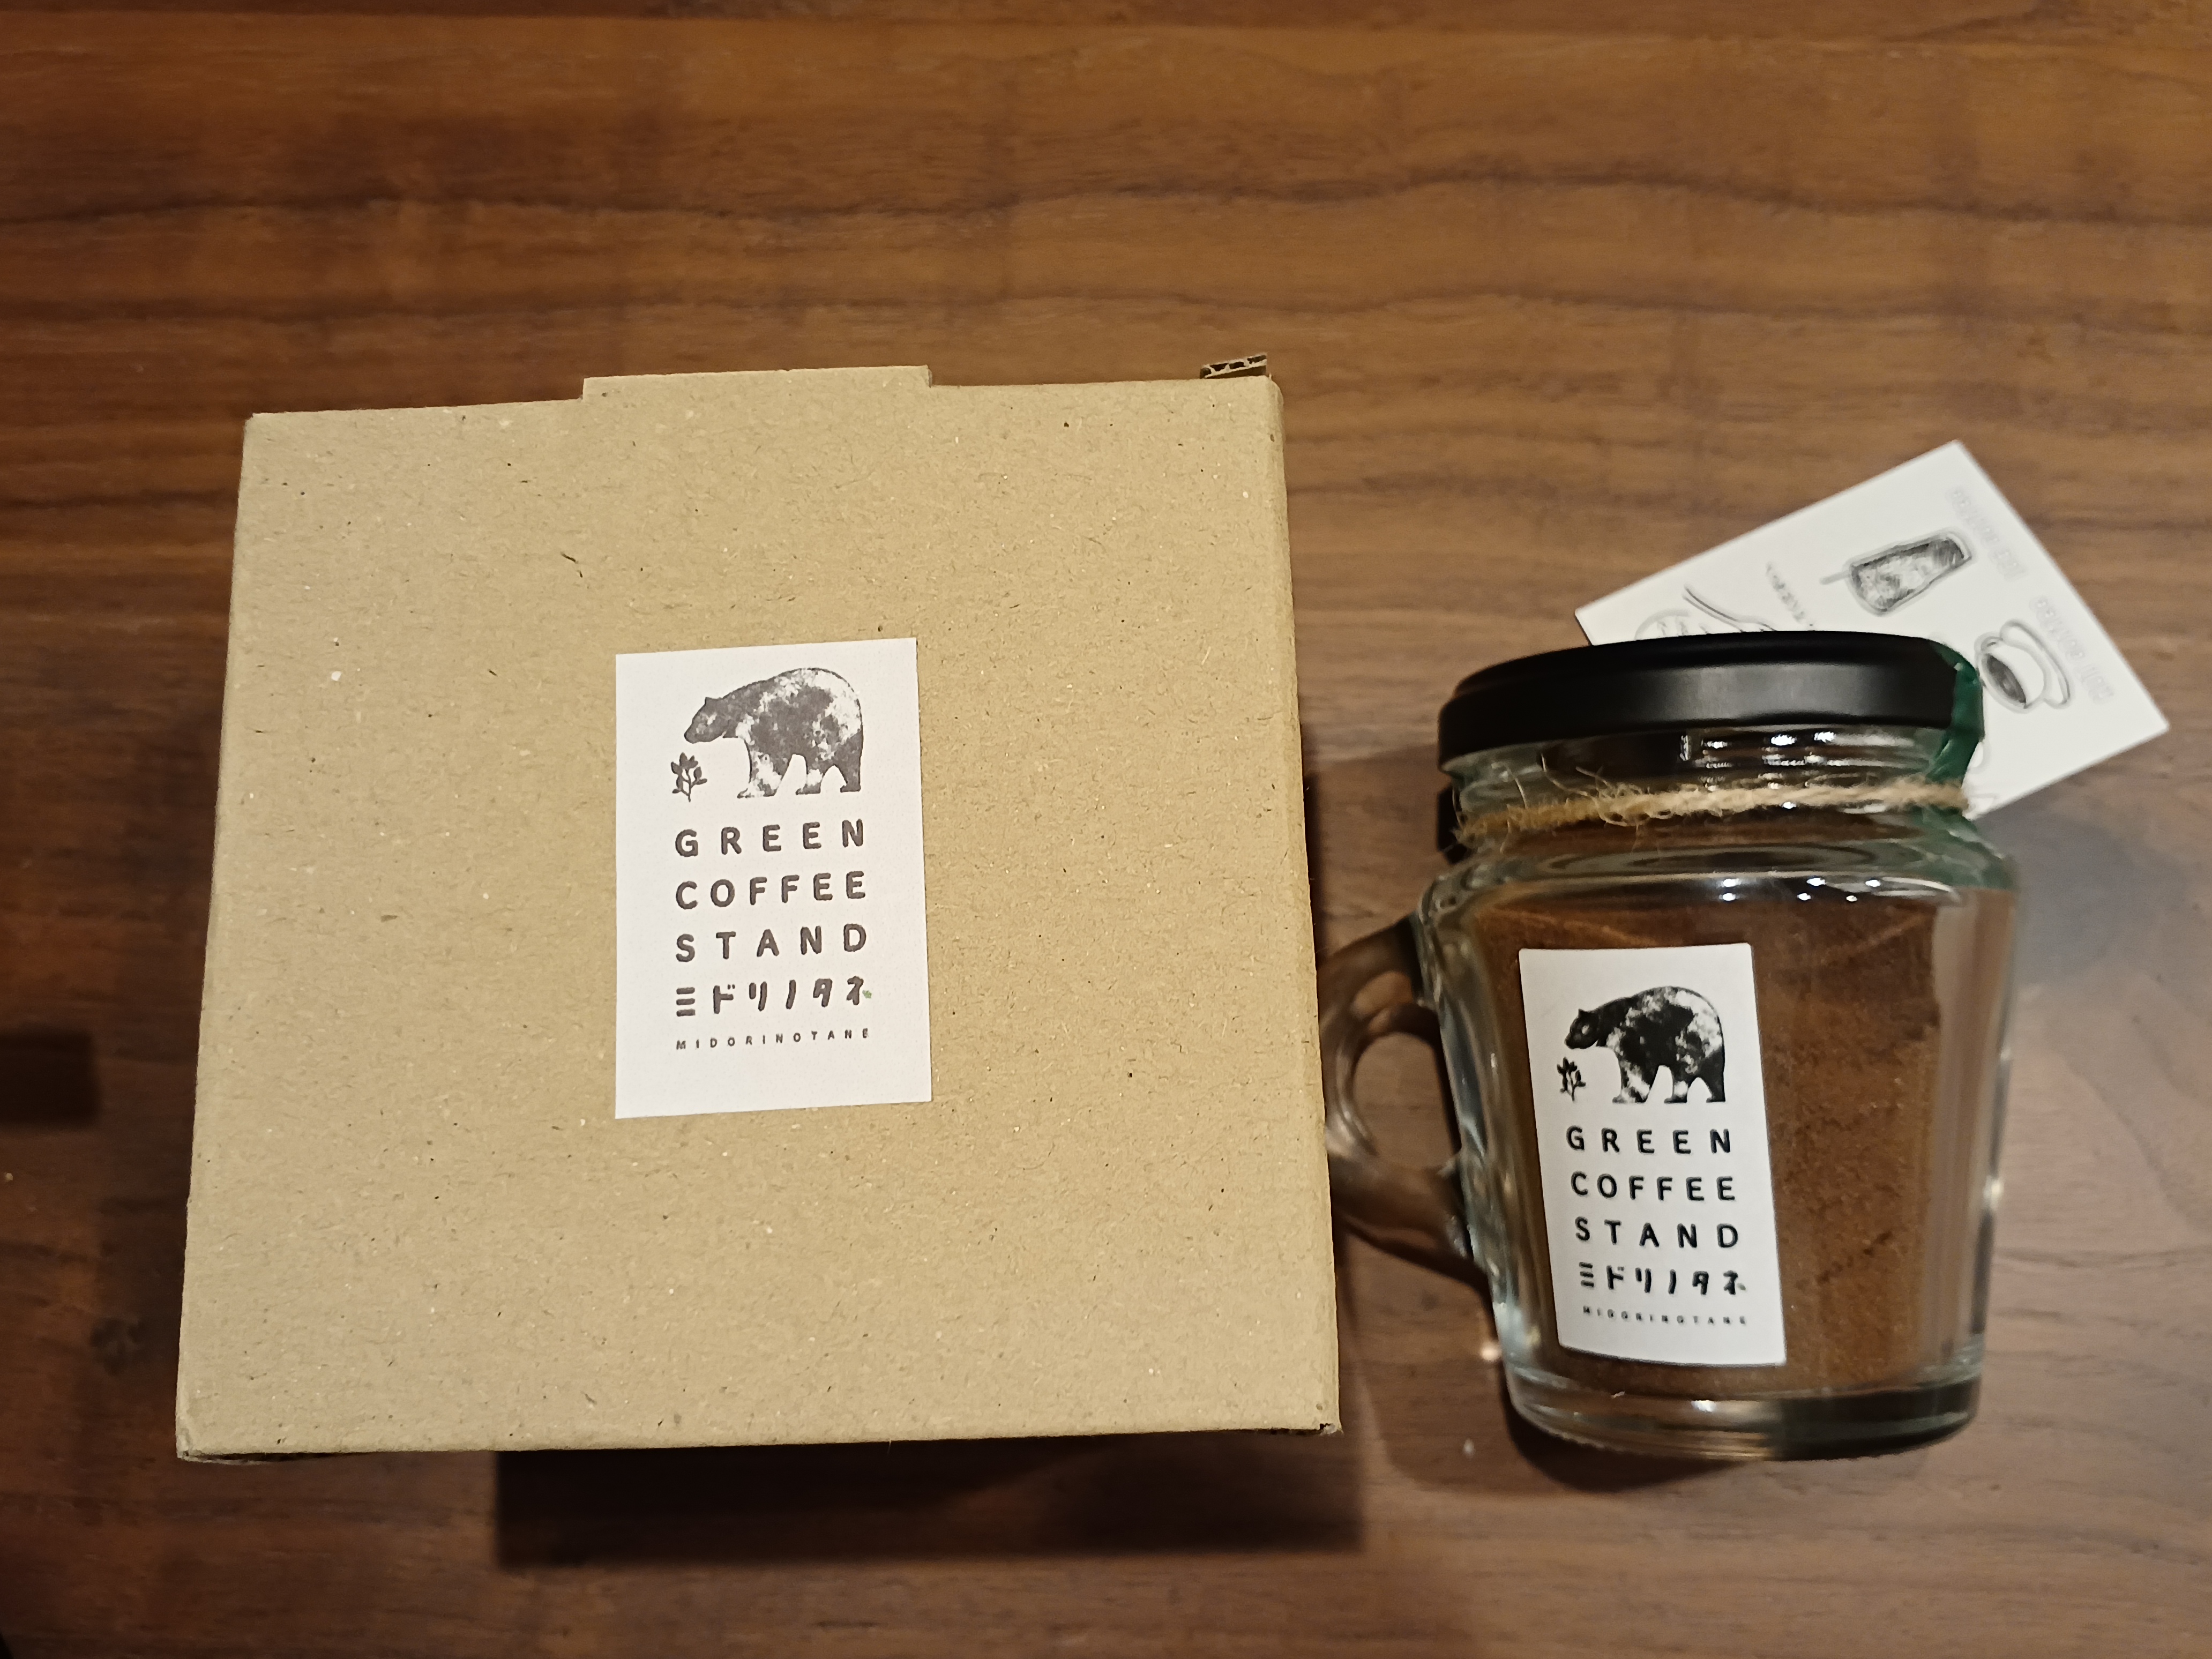 GREEN
COFFEE
STAND
ミドリノタネ
MIDORINOTANE
GREEN
COFFEE
STAND
ミドリノタネ
MIDORINOTANE